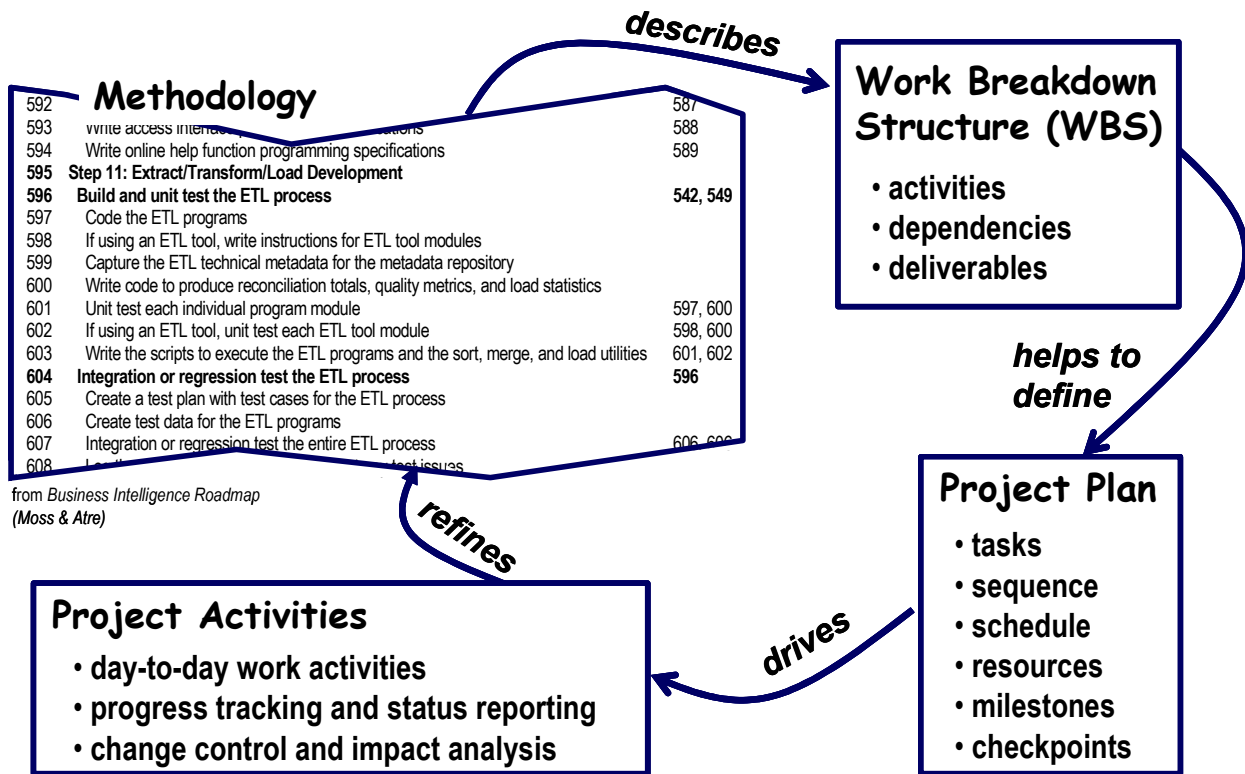 describes
Methodology
592 587
593 Write access 588
594 Write online help function programming specifications 589
595 Step 11: Extract/Transform/Load Development
596 Build and unit test the ETL process 542, 549
597 Code the ETL programs
598 If using an ETL tool, write instructions for ETL tool modules
599 Capture the ETL technical metadata for the metadata repository
600 Write code to produce reconciliation totals, quality metrics, and load statistics
601 Unit test each individual program module 597, 600
602 If using an ETL tool, unit test each ETL tool module 598, 600
603 Write the scripts to execute the ETL programs and the sort, merge, and load utilities 601, 602
604 Integration or regression test the ETL process 596
605 Create a test plan with test cases for the ETL process
606 Create test data for the ETL programs
607 Integration or regression test the entire ETL process 606,
608 test issues
from Business Intelligence Roadmap
(Moss & Atre)
Work Breakdown
Structure (WBS)
• activities
• dependencies
• deliverables
helps to
define
Project Plan
• tasks
• sequence
• schedule
• resources
• milestones
• checkpoints
drives
Project Activities
• day-to-day work activities
• progress tracking and status reporting
• change control and impact analysis
refines